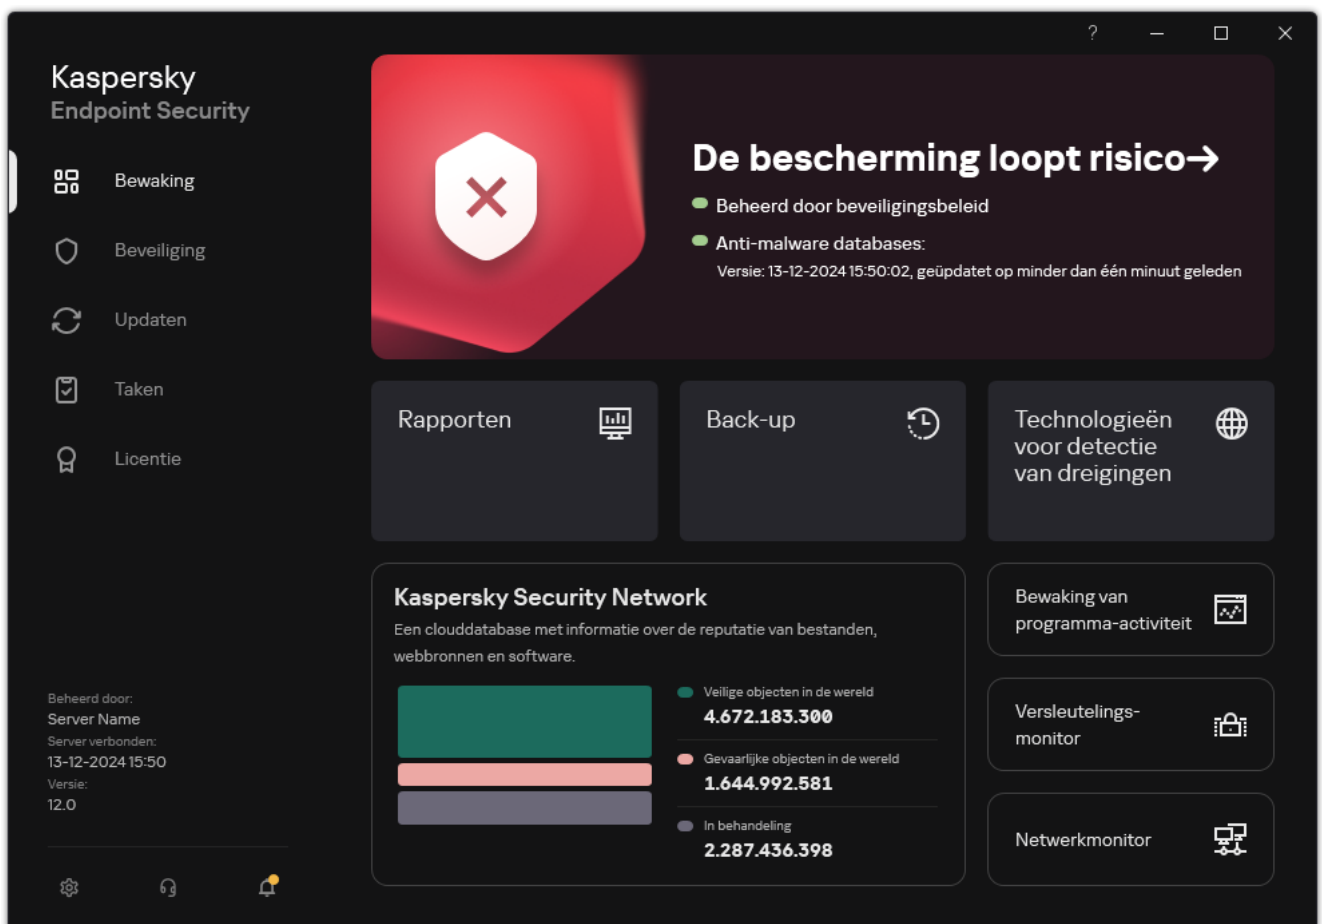 Kaspersky
Endpoint Security
Bewaking
Beveiliging
Updaten
Taken
Licentie
Beheerd door:
Server Name
Server verbonden:
13-12-2024 15:50
Versie:
12.0
?
De bescherming loopt risico→
Beheerd door beveiligingsbeleid
Anti-malware databases:
Versie: 13-12-2024 15:50:02, geüpdatet op minder dan één minuut geleden
Rapporten
Back-up
Technologieën
voor detectie
van dreigingen
Kaspersky Security Network
Een clouddatabase met informatie over de reputatie van bestanden,
webbronnen en software.
Veilige objecten in de wereld
4.672.183.300
Gevaarlijke objecten in de wereld
1.644.992.581
In behandeling
2.287.436.398
Bewaking van
programma-activiteit
Versleutelings-
monitor
Netwerkmonitor